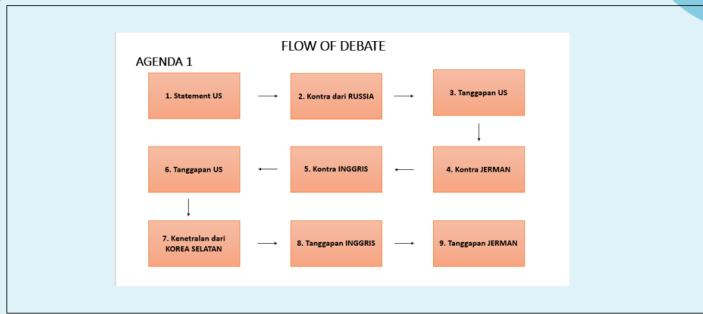 FLOW OF DEBATE
AGENDA 1
1. Statement US
2. Kontra dari RUSSIA
3. Tanggapan US
4. Kontra JERMAN
5. Kontra INGGRIS
6. Tanggapan US
7. Kenetralan dari
KOREA SELATAN
8. Tanggapan INGGRIS
9. Tanggapan JERMAN